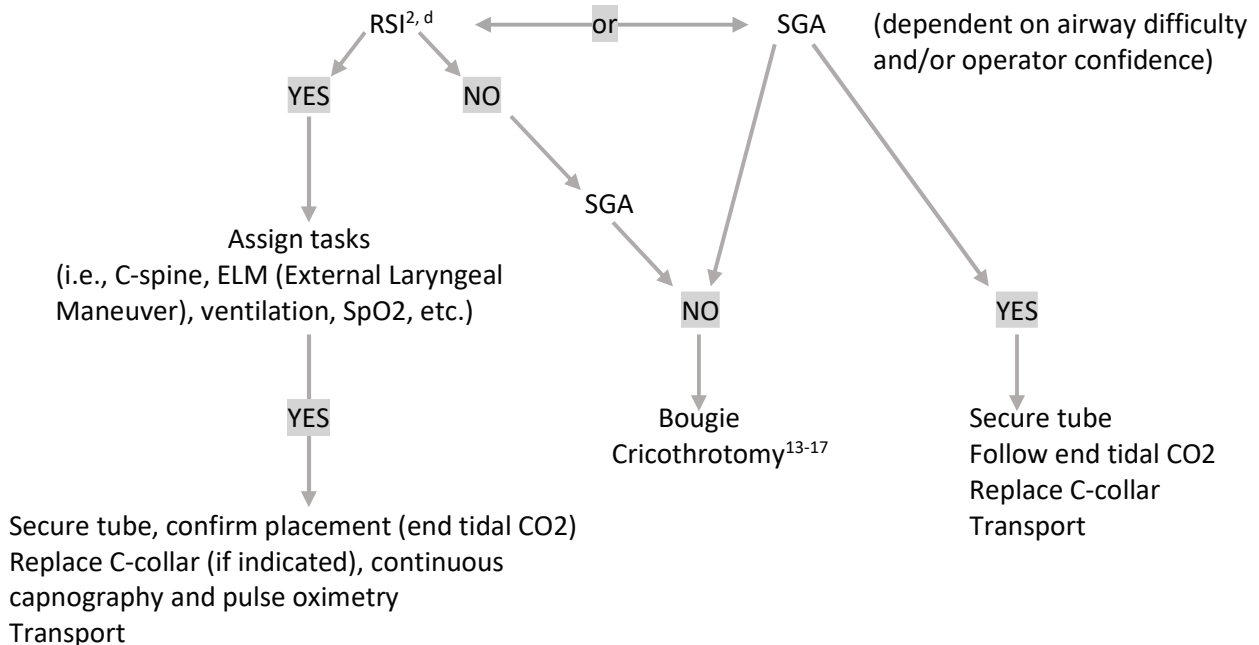 RSI2, d or SGA (dependent on airway difficulty
and/or operator confidence)
YES NO
SGA
Assign tasks
(i.e., C-spine, ELM (External Laryngeal
Maneuver), ventilation, SpO2, etc.)
NO YES
YES
Bougie
Cricothrotomy13-17
Secure tube
Follow end tidal CO2
Replace C-collar
Transport
Secure tube, confirm placement (end tidal CO2)
Replace C-collar (if indicated), continuous
capnography and pulse oximetry
Transport